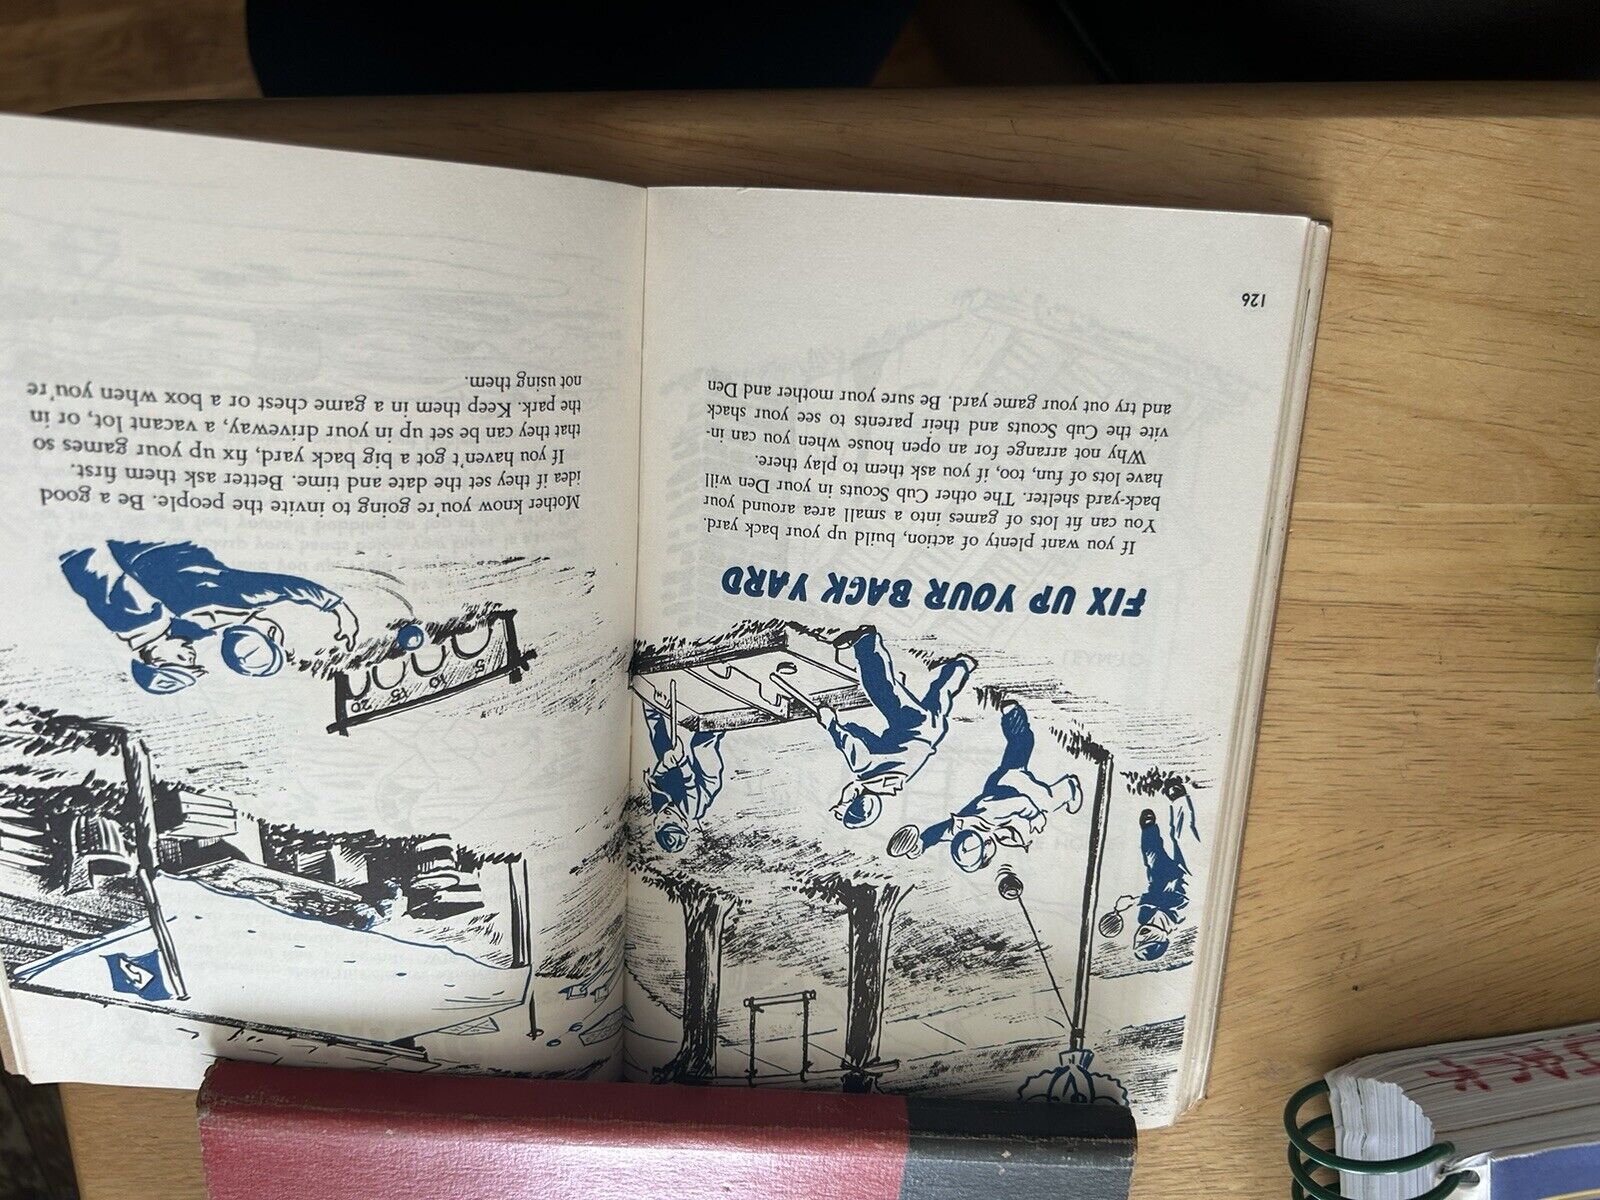 FIX UP YOUR BACK YARD
If you want plenty of action, build up your back yard.
You can fit lots of games into a small area around your
back-yard shelter. The other Cub Scouts in your Den will
have lots of fun, too, if you ask them to play there.
Why not arrange for an open house when you can in-
vite the Cub Scouts and their parents to see your shack
and try out your game yard. Be sure your mother and Den
126
20 15 10 5
Mother know you're going to invite the people. Be a good
idea if they set the date and time. Better ask them first.
If you haven't got a big back yard, fix up your games so
that they can be set up in your driveway, a vacant lot, or in
the park. Keep them in a game chest or a box when you're
not using them.
JACK